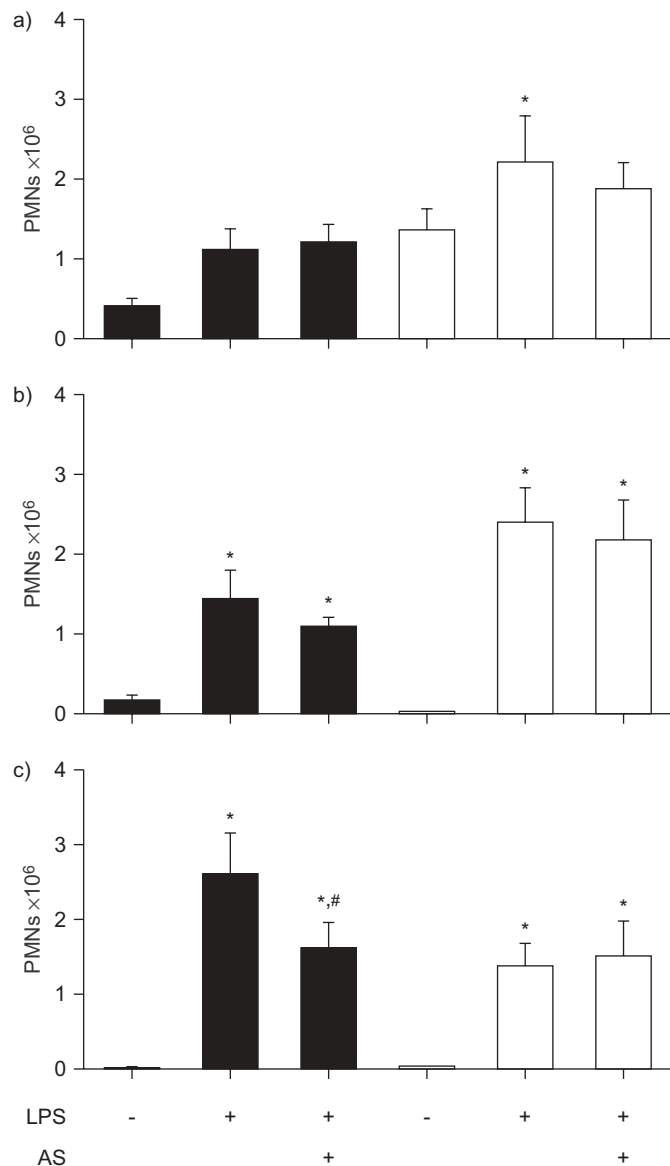 a)
4
3
2
1
0
PMNs ×10⁶
*
b)
4
3
2
1
0
PMNs ×10⁶
* * * *
c)
4
3
2
1
0
PMNs ×10⁶
* *,# * *
LPS - + + - + +
AS + +